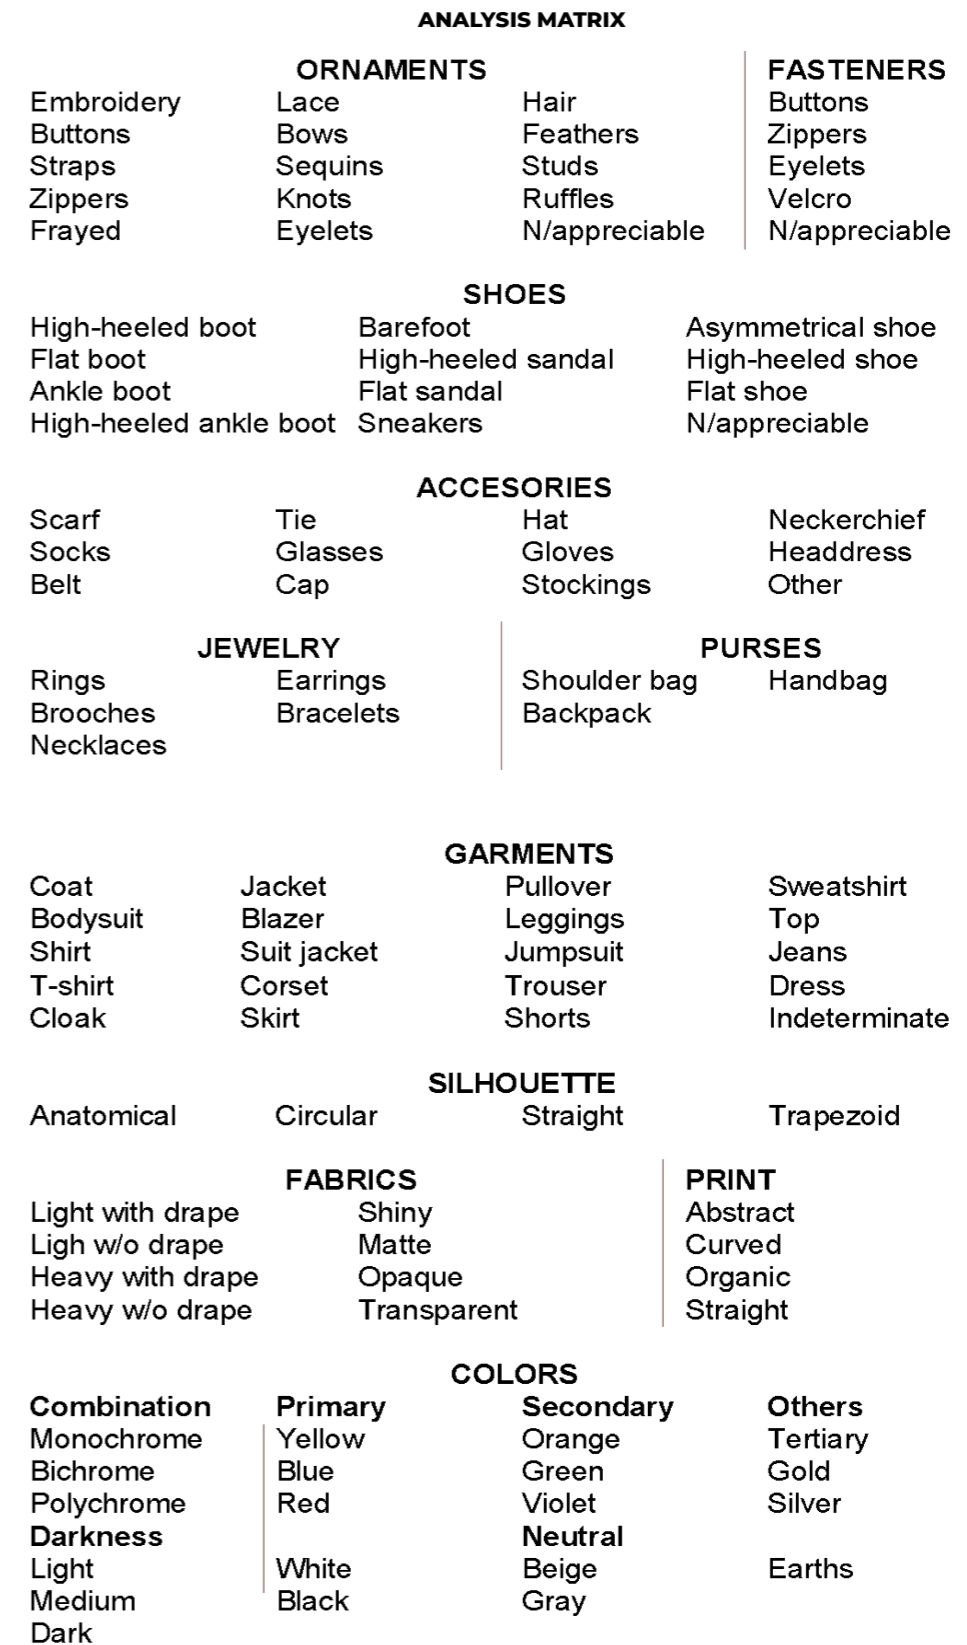 ANALYSIS MATRIX
ORNAMENTS FASTENERS
Embroidery Lace Hair Buttons
Buttons Bows Feathers Zippers
Straps Sequins Studs Eyelets
Zippers Knots Ruffles Velcro
Frayed Eyelets N/appreciable N/appreciable
SHOES
High-heeled boot Barefoot Asymmetrical shoe
Flat boot High-heeled sandal High-heeled shoe
Ankle boot Flat sandal Flat shoe
High-heeled ankle boot Sneakers N/appreciable
ACCESORIES
Scarf Tie Hat Neckerchief
Socks Glasses Gloves Headdress
Belt Cap Stockings Other
JEWELRY PURSES
Rings Earrings Shoulder bag Handbag
Brooches Bracelets Backpack
Necklaces
GARMENTS
Coat Jacket Pullover Sweatshirt
Bodysuit Blazer Leggings Top
Shirt Suit jacket Jumpsuit Jeans
T-shirt Corset Trouser Dress
Cloak Skirt Shorts Indeterminate
SILHOUETTE
Anatomical Circular Straight Trapezoid
FABRICS PRINT
Light with drape Shiny Abstract
Ligh w/o drape Matte Curved
Heavy with drape Opaque Organic
Heavy w/o drape Transparent Straight
COLORS
Combination Primary Secondary Others
Monochrome Yellow Orange Tertiary
Bichrome Blue Green Gold
Polychrome Red Violet Silver
Darkness Neutral
Light White Beige Earths
Medium Black Gray
Dark